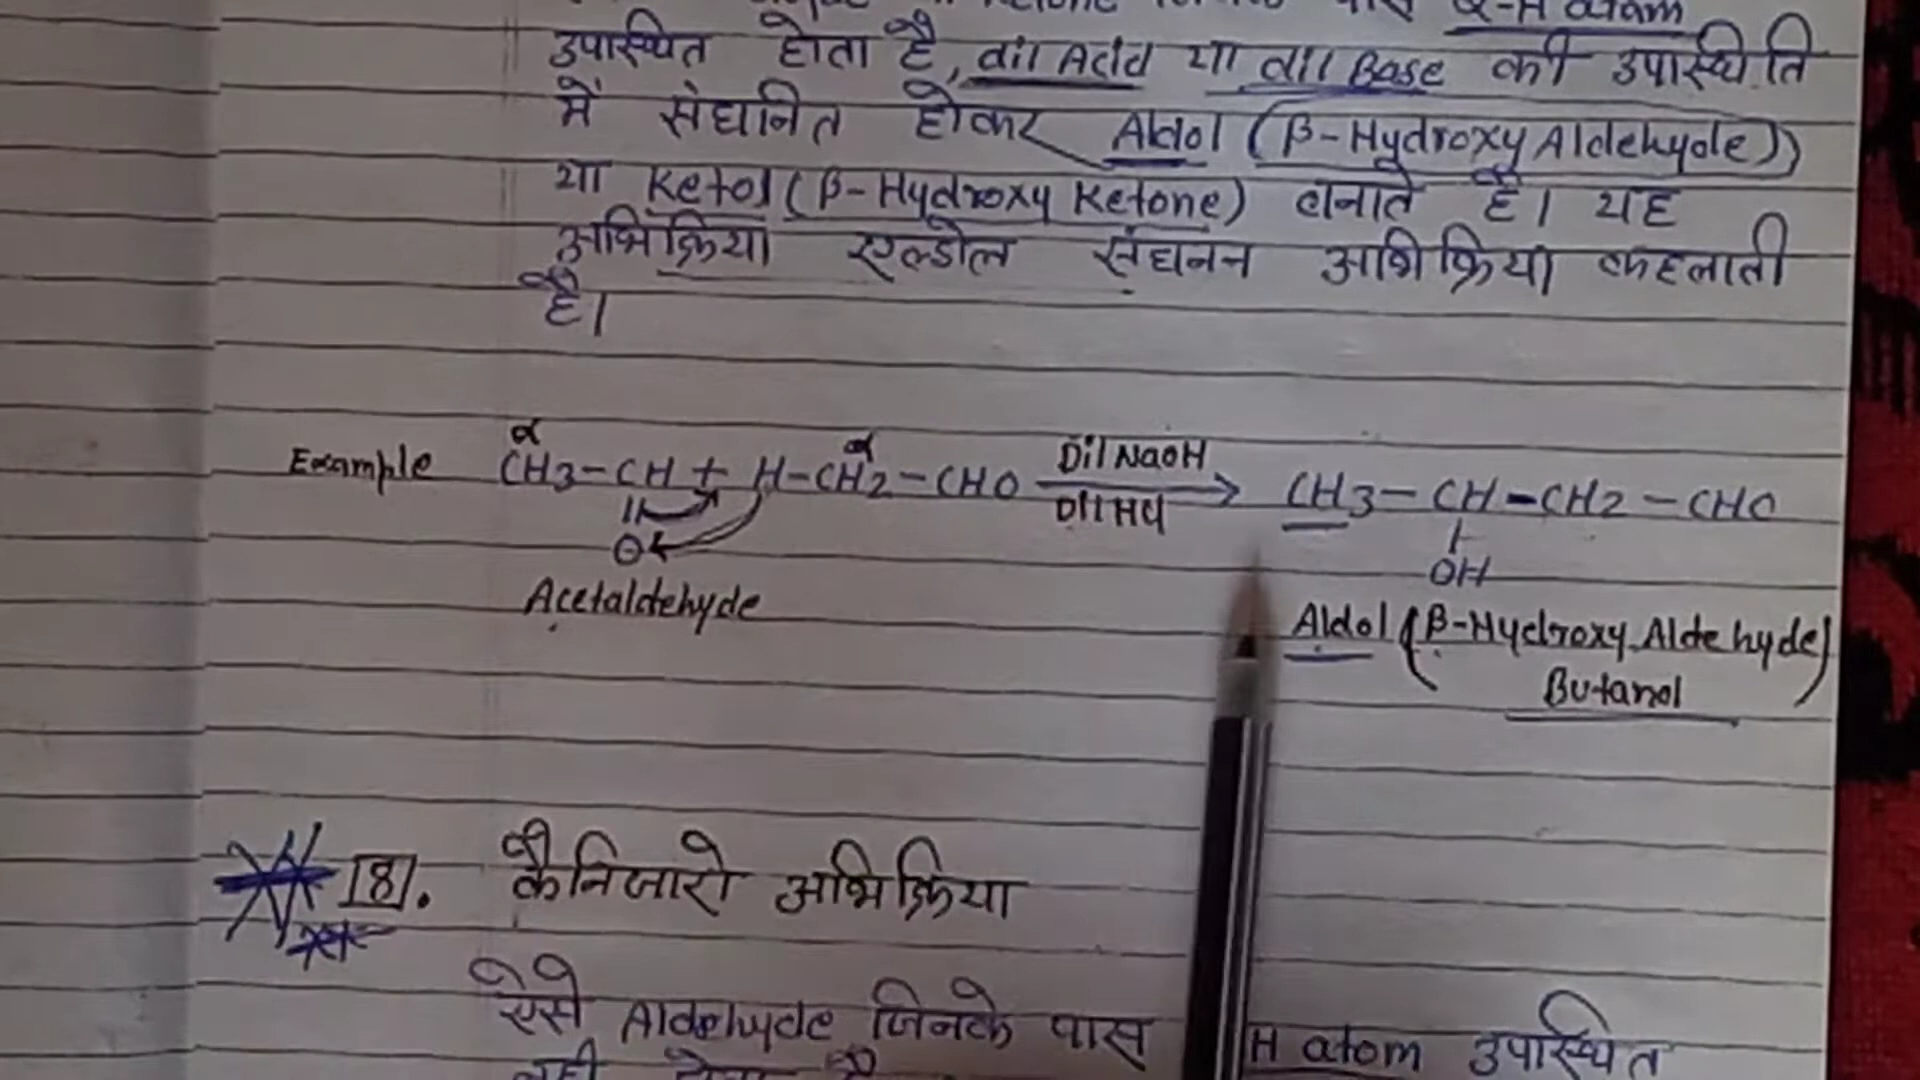 α-H atom
उपस्थित होता है, dil Acid या dil Base की उपस्थिति
में संघनित होकर Aldol (β-Hydroxy Aldehyde)
या Ketol (β-Hydroxy Ketone) बनाते है। यह
अभिक्रिया एल्डोल संघनन अभिक्रिया कहलाती
है।
α α
Example CH3-CH + H-CH2-CHO Dil NaOH → CH3-CH-CH2-CHO
Dil HCl
O OH
Acetaldehyde Aldol (β-Hydroxy Aldehyde)
Butanol
18. कैनिजारो अभिक्रिया
ऐसे Aldehyde जिनके पास H atom उपस्थित